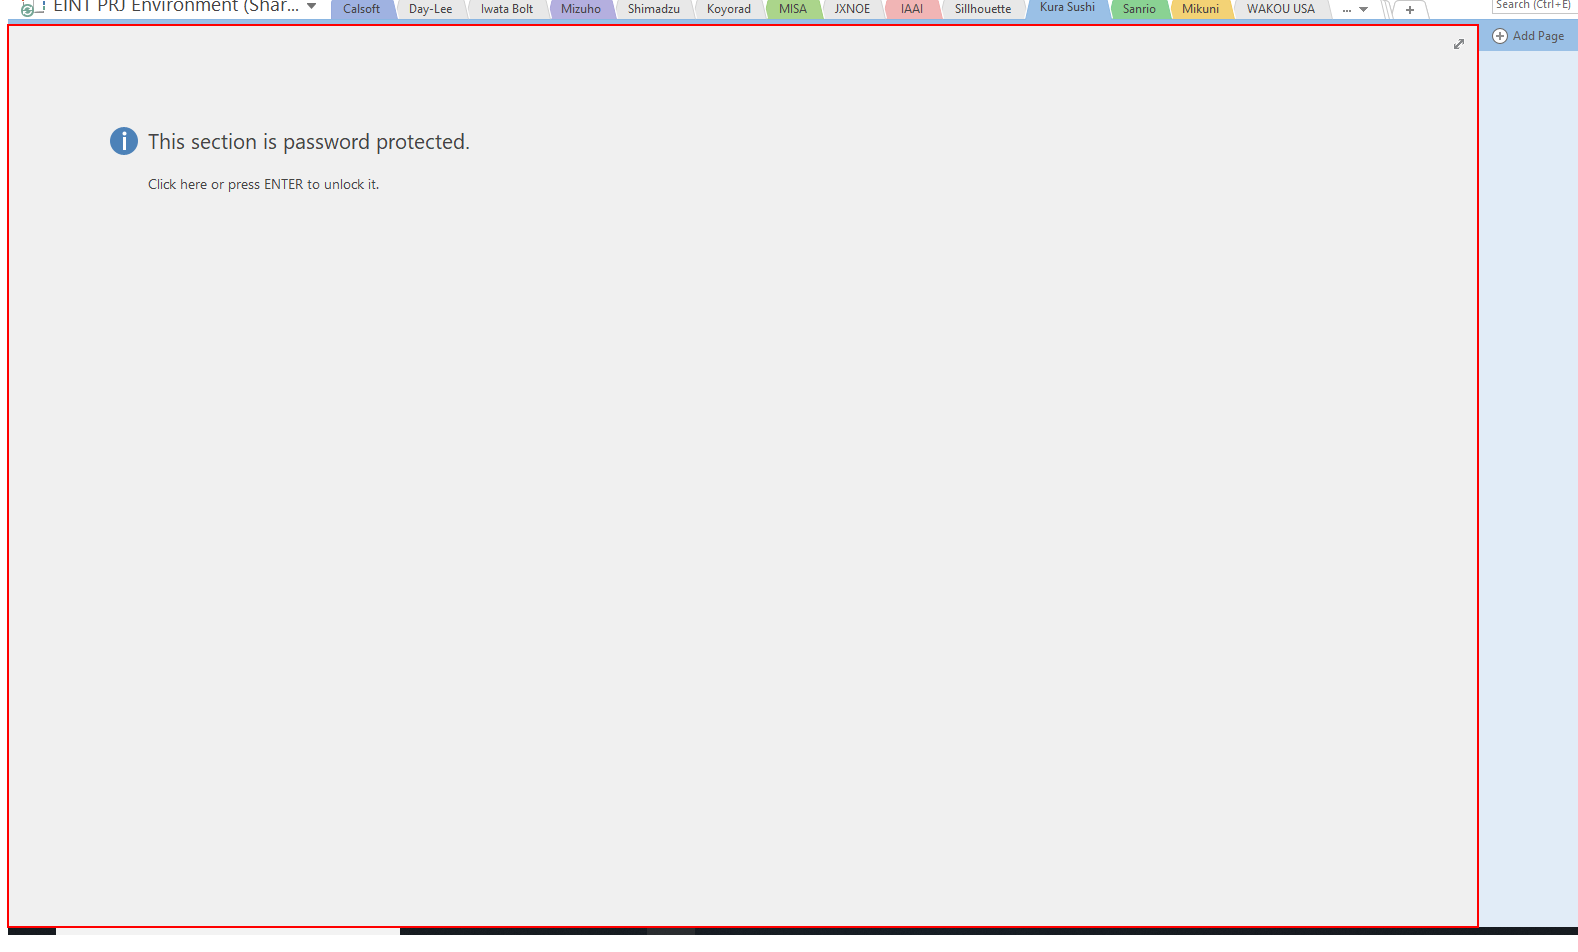 EINT PRJ Environment (Shar...
Calsoft
Day-Lee
Iwata Bolt
Mizuho
Shimadzu
Koyorad
MISA
JXNOE
IAAI
Sillhouette
Kura Sushi
Sanrio
Mikuni
WAKOU USA
...
Search (Ctrl+E)
Add Page
This section is password protected.
Click here or press ENTER to unlock it.